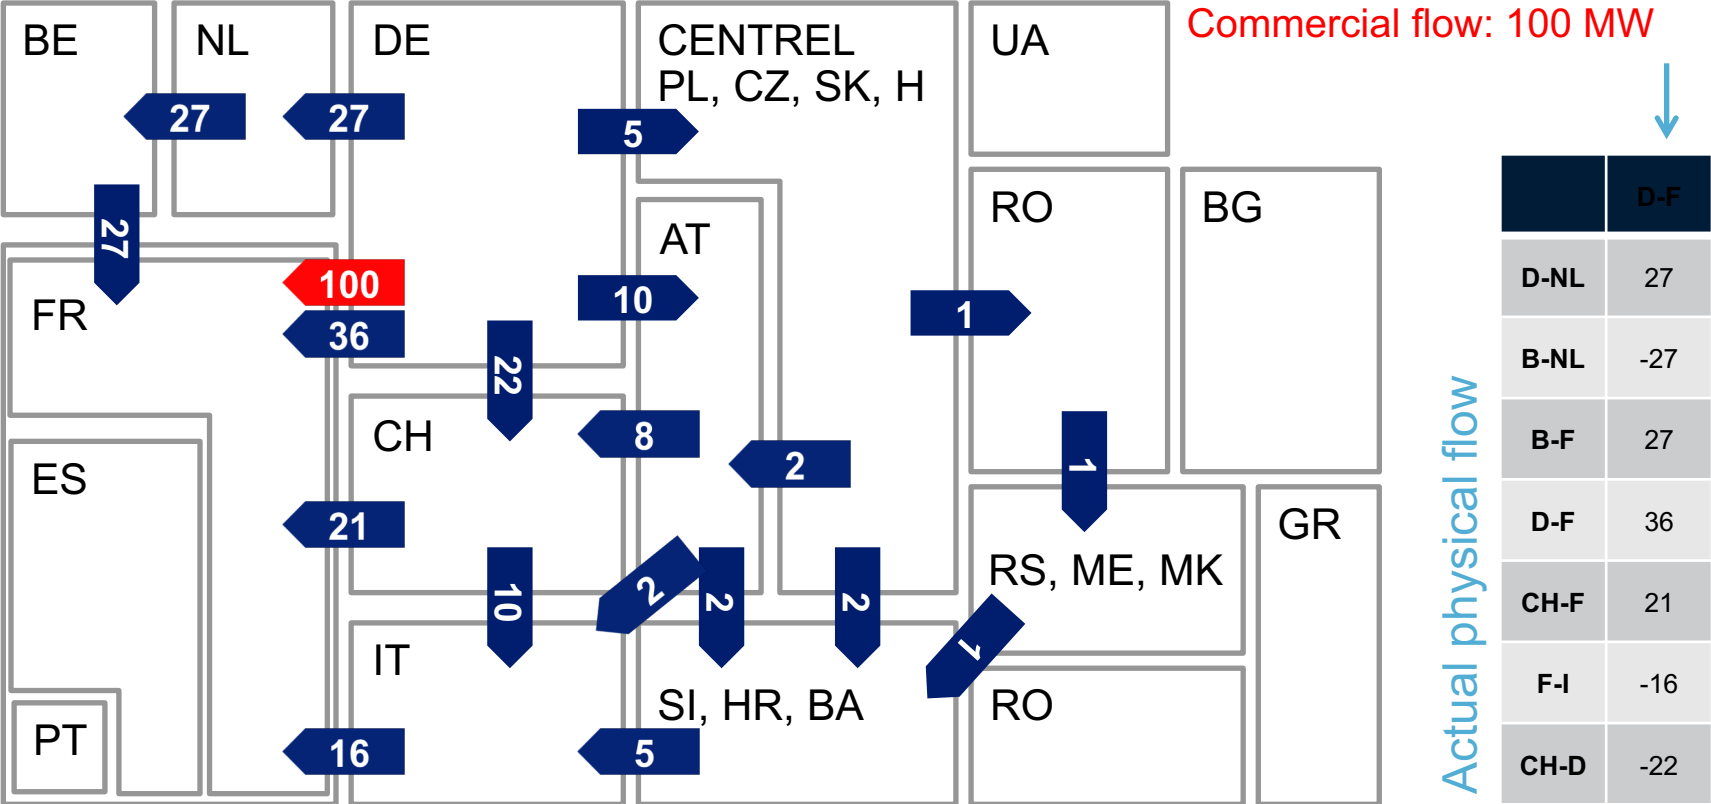 BE
NL
DE
CENTREL
PL, CZ, SK, H
UA
Commercial flow: 100 MW
27
27
5
27
RO
BG
D-F
AT
FR
100
36
10
1
D-NL 27
22
B-NL -27
CH
8
2
1
B-F 27
ES
21
GR
D-F 36
RS, ME, MK
10
2
2
2
1
CH-F 21
IT
SI, HR, BA
RO
F-I -16
PT
16
5
CH-D -22
Actual physical flow